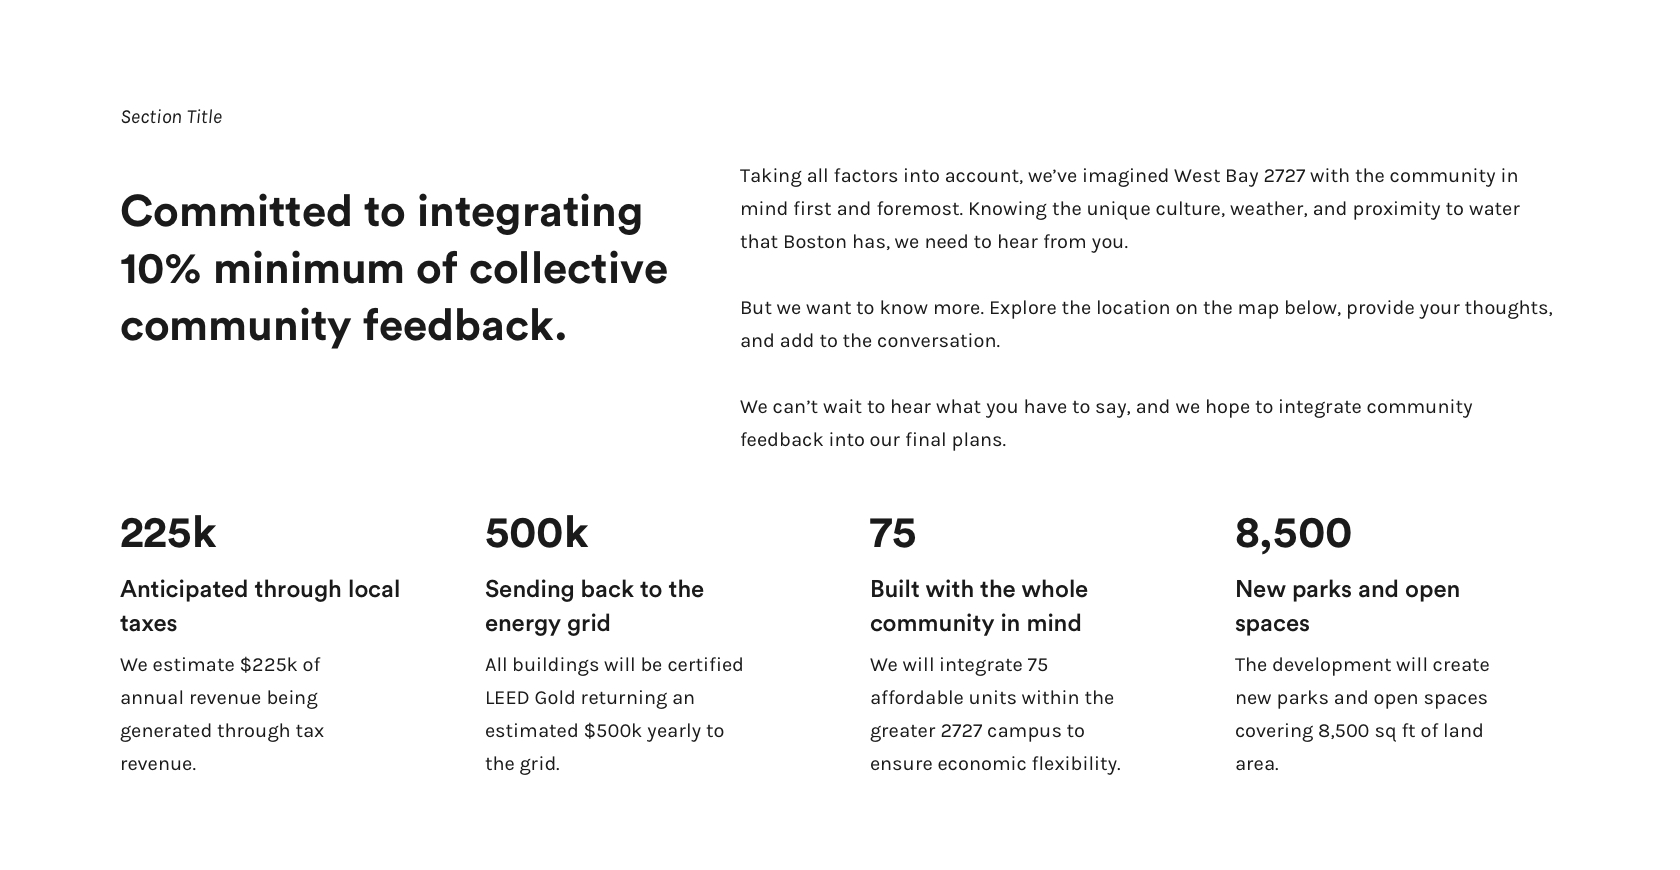 Section Title
Committed to integrating
10% minimum of collective
community feedback.
Taking all factors into account, we’ve imagined West Bay 2727 with the community in
mind first and foremost. Knowing the unique culture, weather, and proximity to water
that Boston has, we need to hear from you.
But we want to know more. Explore the location on the map below, provide your thoughts,
and add to the conversation.
We can’t wait to hear what you have to say, and we hope to integrate community
feedback into our final plans.
225k
Anticipated through local
taxes
We estimate $225k of
annual revenue being
generated through tax
revenue.
500k
Sending back to the
energy grid
All buildings will be certified
LEED Gold returning an
estimated $500k yearly to
the grid.
75
Built with the whole
community in mind
We will integrate 75
affordable units within the
greater 2727 campus to
ensure economic flexibility.
8,500
New parks and open
spaces
The development will create
new parks and open spaces
covering 8,500 sq ft of land
area.